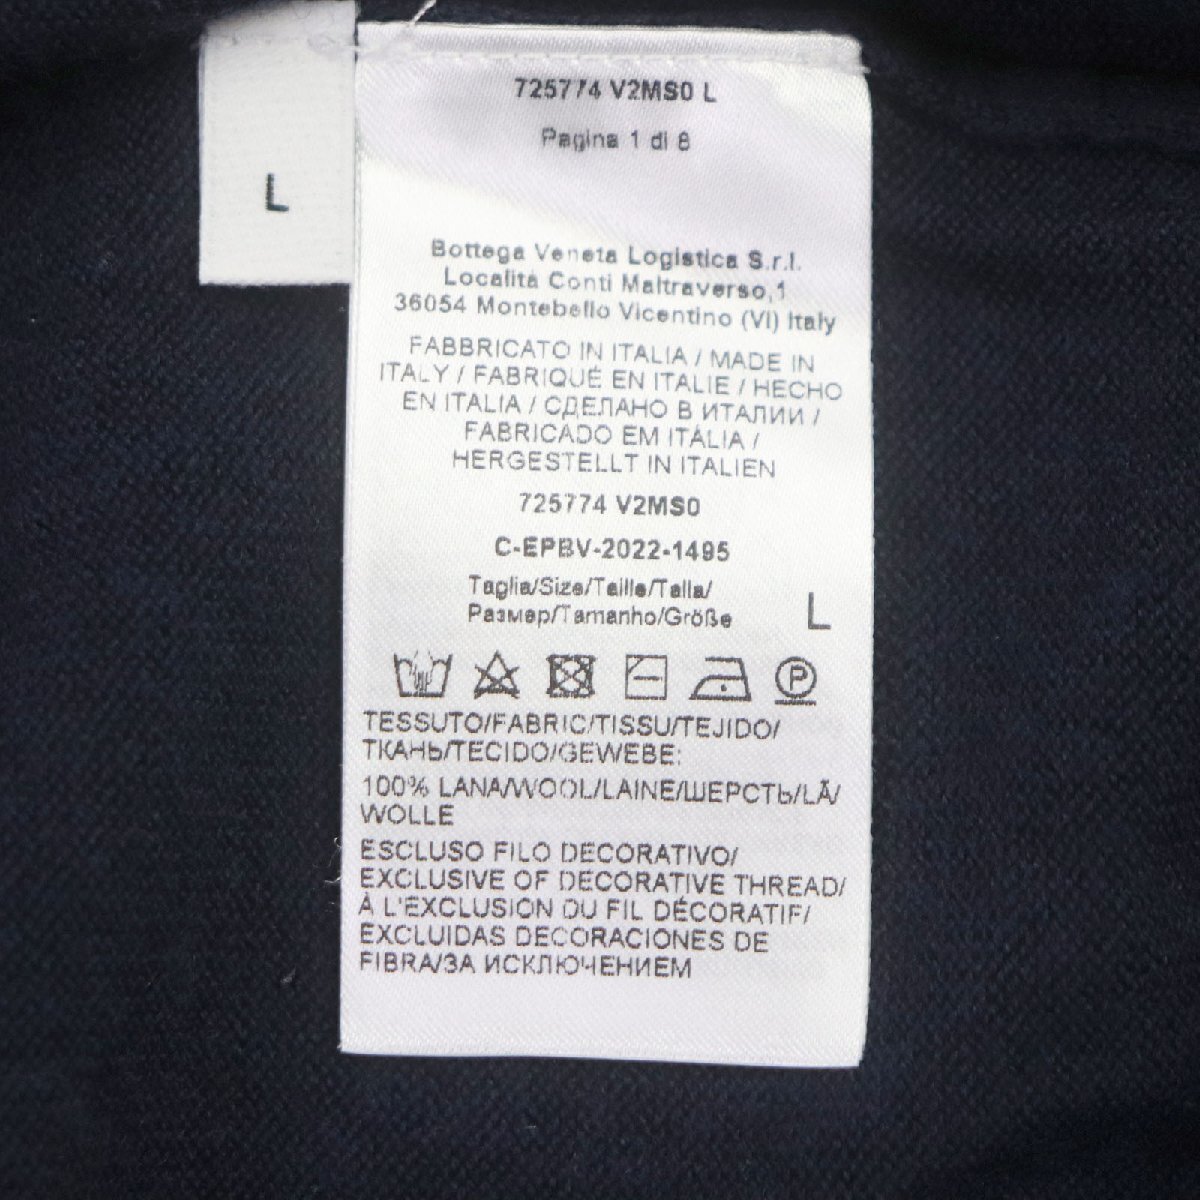 L
725774 V2MS0 L
Pagina 1 di 8
Bottega Veneta Logistica S.r.l.
Località Conti Maltraverso,1
36054 Montebello Vicentino (VI) Italy
FABBRICATO IN ITALIA / MADE IN
ITALY / FABRIQUÉ EN ITALIE / HECHO
EN ITALIA / СДЕЛАНО В ИТАЛИИ /
FABRICADO EM ITÁLIA /
HERGESTELLT IN ITALIEN
725774 V2MS0
C-EPBV-2022-1495
Taglia/Size/Taille/Talla/
Размер/Tamanho/Größe L
P
TESSUTO/FABRIC/TISSU/TEJIDO/
ТКАНЬ/TECIDO/GEWEBE:
100% LANA/WOOL/LAINE/ШЕРСТЬ/LÃ/
WOLLE
ESCLUSO FILO DECORATIVO/
EXCLUSIVE OF DECORATIVE THREAD/
À L'EXCLUSION DU FIL DÉCORATIF/
EXCLUIDAS DECORACIONES DE
FIBRA/ЗА ИСКЛЮЧЕНИЕМ